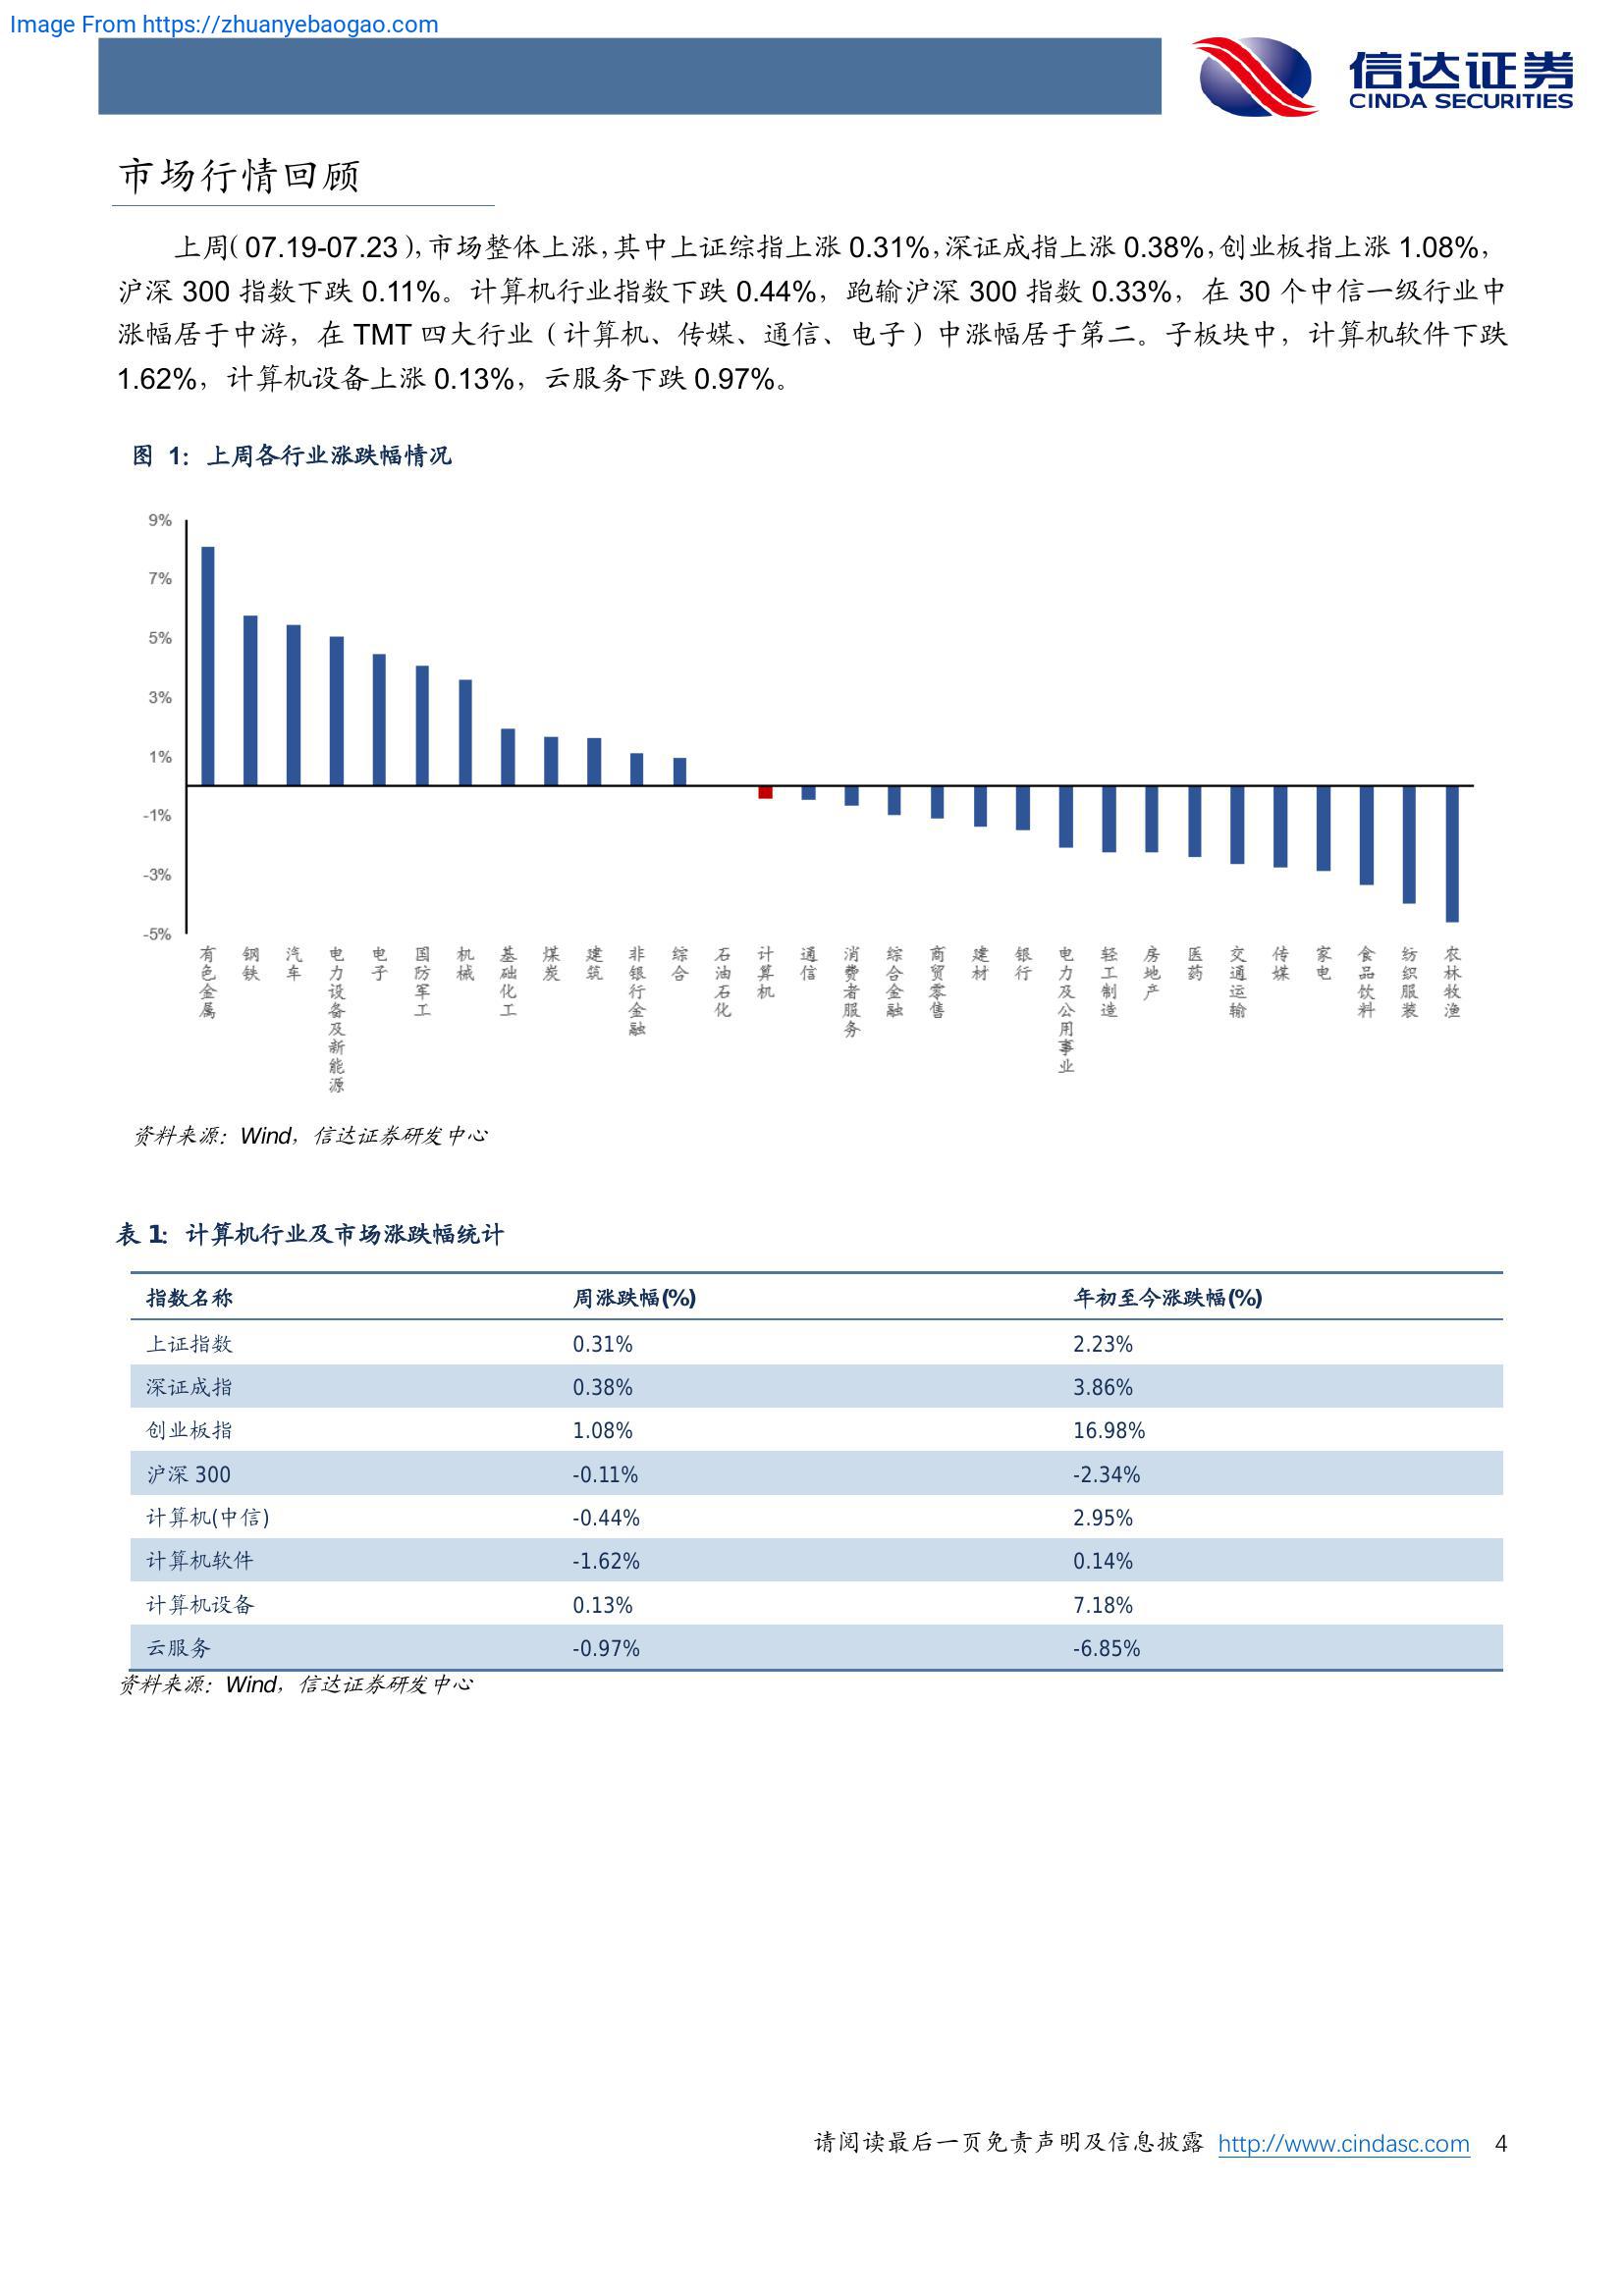 Image From https://zhuanyebaogao.com
信达证券
CINDA SECURITIES
市场行情回顾
上周（07.19-07.23），市场整体上涨，其中上证综指上涨 0.31%，深证成指上涨 0.38%，创业板指上涨 1.08%，
沪深 300 指数下跌 0.11%。计算机行业指数下跌 0.44%，跑输沪深 300 指数 0.33%，在 30 个中信一级行业中
涨幅居于中游，在 TMT 四大行业（计算机、传媒、通信、电子）中涨幅居于第二。子板块中，计算机软件下跌
1.62%，计算机设备上涨 0.13%，云服务下跌 0.97%。
图 1：上周各行业涨跌幅情况
9%
7%
5%
3%
1%
-1%
-3%
-5%
有色金属
钢铁
汽车
电力设备及新能源
电子
国防军工
机械
基础化工
煤炭
建筑
非银行金融
综合
石油石化
计算机
通信
消费者服务
综合金融
商贸零售
建材
银行
电力及公用事业
轻工制造
房地产
医药
交通运输
传媒
家电
食品饮料
纺织服装
农林牧渔
资料来源：Wind，信达证券研发中心
表 1：计算机行业及市场涨跌幅统计
指数名称 周涨跌幅(%) 年初至今涨跌幅(%)
上证指数 0.31% 2.23%
深证成指 0.38% 3.86%
创业板指 1.08% 16.98%
沪深 300 -0.11% -2.34%
计算机(中信) -0.44% 2.95%
计算机软件 -1.62% 0.14%
计算机设备 0.13% 7.18%
云服务 -0.97% -6.85%
资料来源：Wind，信达证券研发中心
请阅读最后一页免责声明及信息披露 http://www.cindasc.com 4